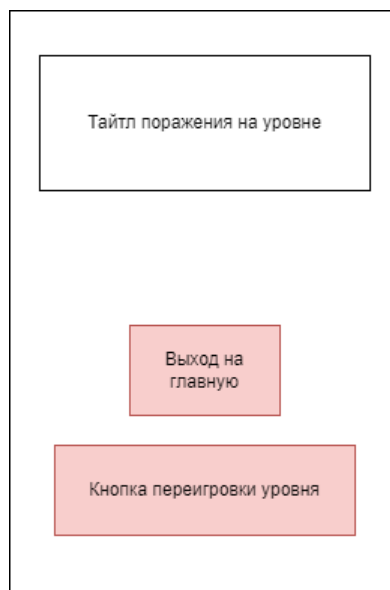 Тайтл поражения на уровне
Выход на
главную
Кнопка переигровки уровня